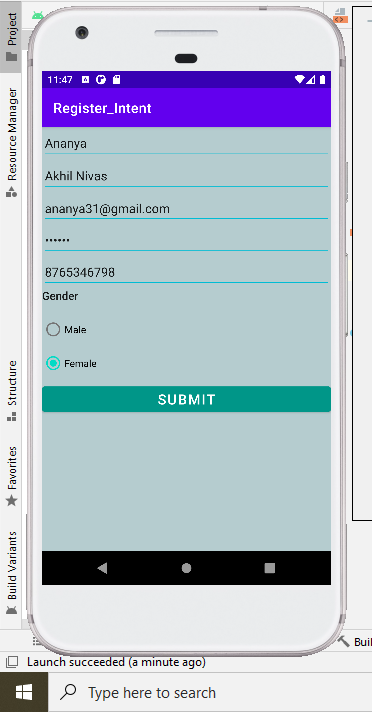 Project
Resource Manager
Structure
Favorites
Build Variants
11:47
Register_Intent
Ananya
Akhil Nivas
ananya31@gmail.com
••••••
8765346798
Gender
Male
Female
SUBMIT
Buil
Launch succeeded (a minute ago)
Type here to search